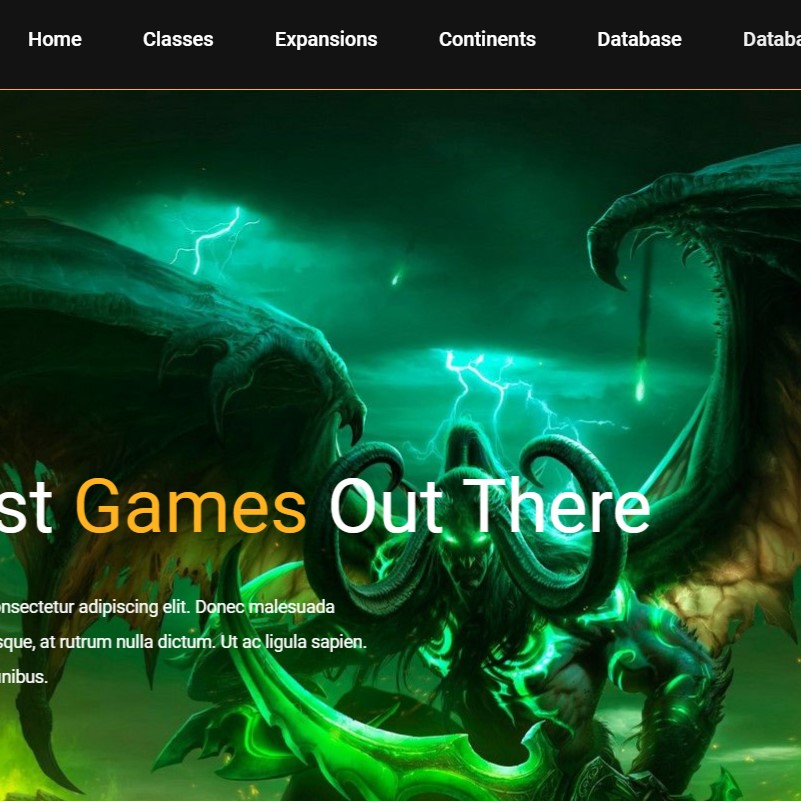 Home Classes Expansions Continents Database Databa
st Games Out There
onsectetur adipiscing elit. Donec malesuada
sque, at rutrum nulla dictum. Ut ac ligula sapien.
nibus.